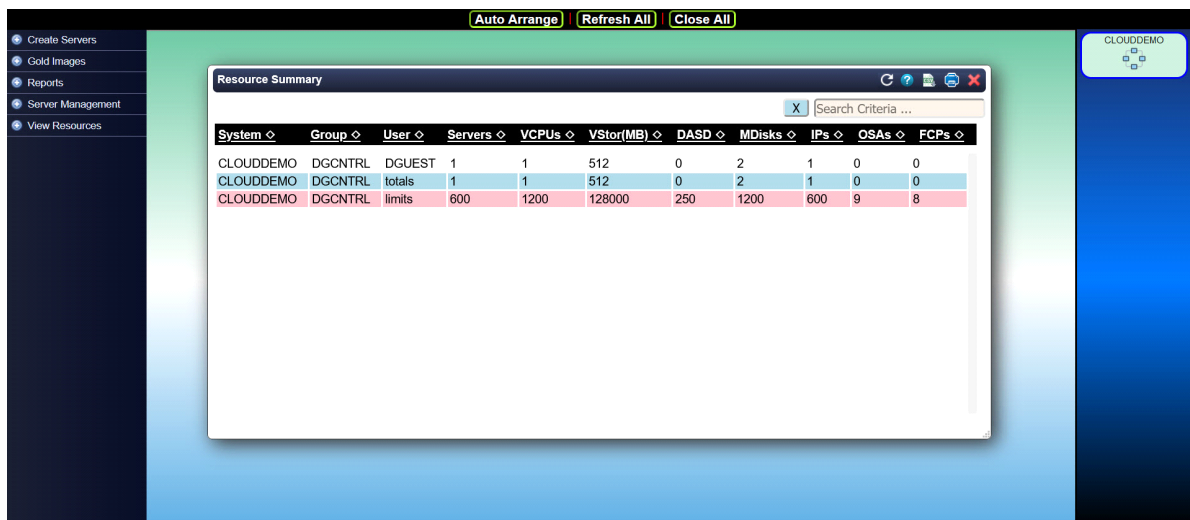 Auto Arrange | Refresh All | Close All
Create Servers
Gold Images
Reports
Server Management
View Resources
CLOUDDEMO
Resource Summary
X Search Criteria ...
System Group User Servers VCPUs VStor(MB) DASD MDisks IPs OSAs FCPs
CLOUDDEMO DGCNTRL DGUEST 1 1 512 0 2 1 0 0
CLOUDDEMO DGCNTRL totals 1 1 512 0 2 1 0 0
CLOUDDEMO DGCNTRL limits 600 1200 128000 250 1200 600 9 8